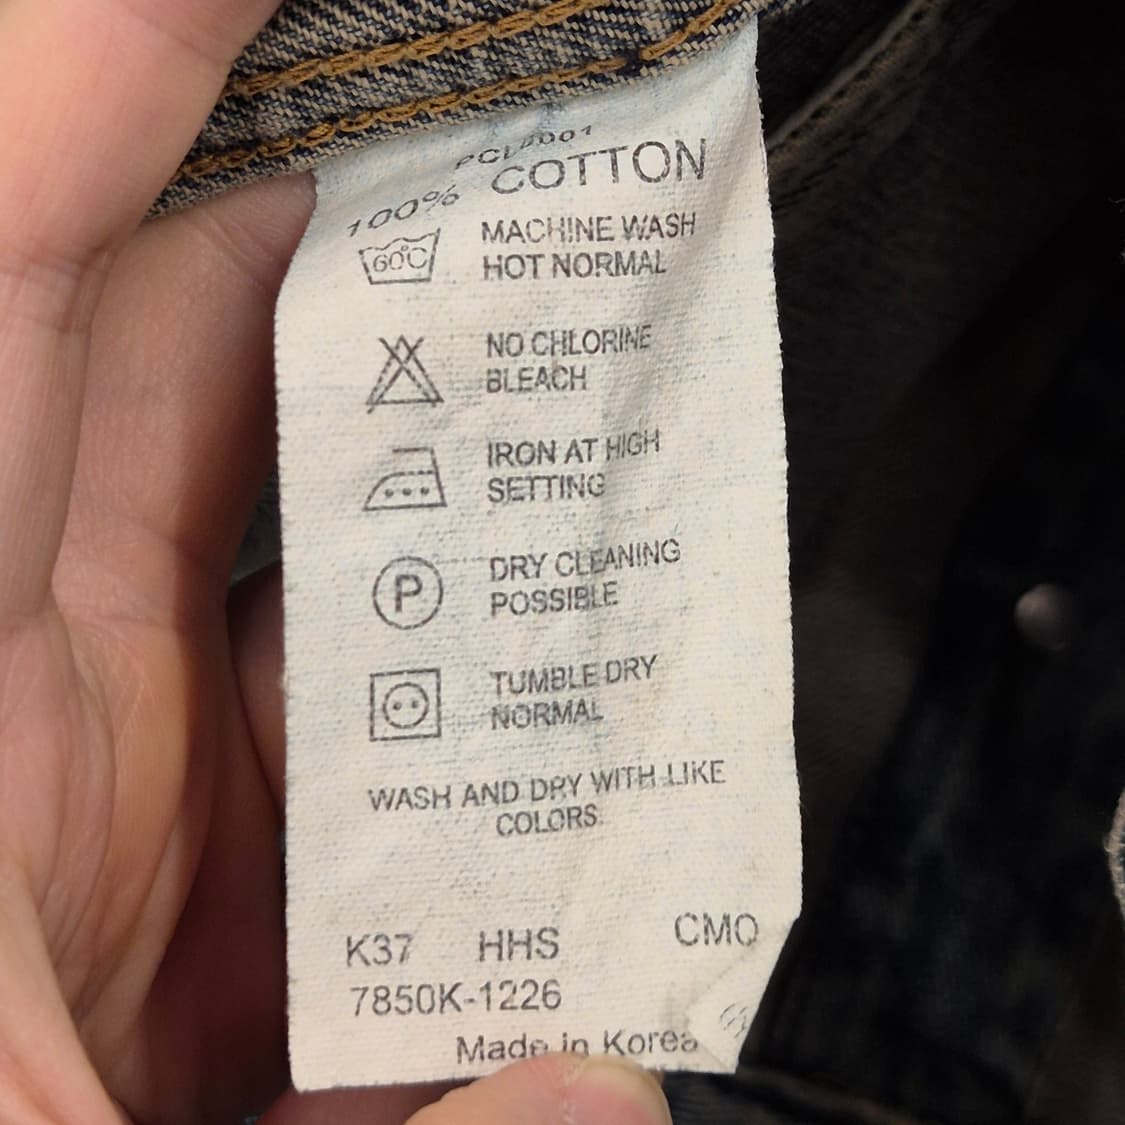 100% COTTON
60°C MACHINE WASH
HOT NORMAL
NO CHLORINE
BLEACH
IRON AT HIGH
SETTING
P DRY CLEANING
POSSIBLE
TUMBLE DRY
NORMAL
WASH AND DRY WITH LIKE
COLORS.
K37 HHS CMO
7850K-1226
Made in Korea